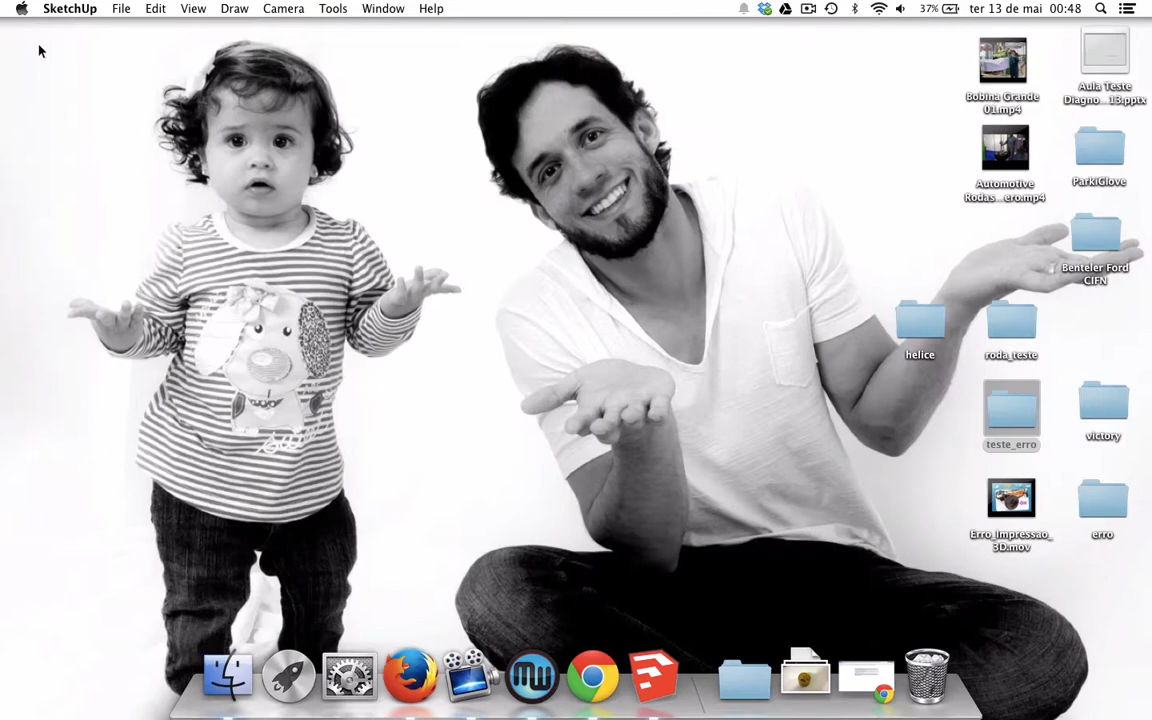 SketchUp File Edit View Draw Camera Tools Window Help 37% ter 13 de mai 00:48
Bobina Grande
01.mp4
Aula Teste
Diagno...13.pptx
Automotive
Rodas...ero.mp4
ParkiGlove
Benteler Ford
CIFN
helice
roda_teste
teste_erro
victory
Erro_Impressao_
3D.mov
erro
MW